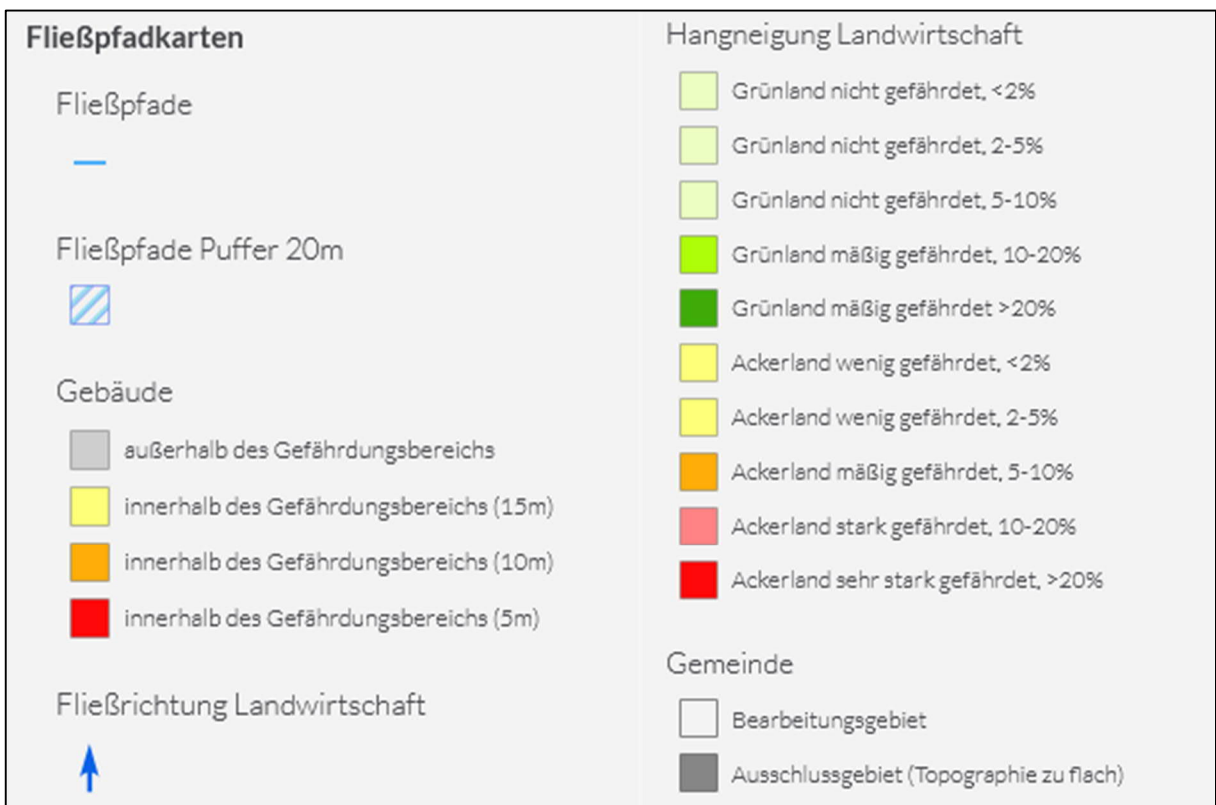 Fließpfadkarten
Fließpfade
Fließpfade Puffer 20m
Gebäude
außerhalb des Gefährdungsbereichs
innerhalb des Gefährdungsbereichs (15m)
innerhalb des Gefährdungsbereichs (10m)
innerhalb des Gefährdungsbereichs (5m)
Fließrichtung Landwirtschaft
Hangneigung Landwirtschaft
Grünland nicht gefährdet, <2%
Grünland nicht gefährdet, 2-5%
Grünland nicht gefährdet, 5-10%
Grünland mäßig gefährdet, 10-20%
Grünland mäßig gefährdet >20%
Ackerland wenig gefährdet, <2%
Ackerland wenig gefährdet, 2-5%
Ackerland mäßig gefährdet, 5-10%
Ackerland stark gefährdet, 10-20%
Ackerland sehr stark gefährdet, >20%
Gemeinde
Bearbeitungsgebiet
Ausschlussgebiet (Topographie zu flach)